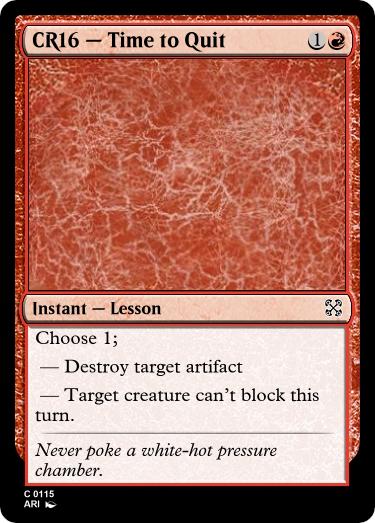 CR16 — Time to Quit 1
Instant — Lesson
Choose 1;
— Destroy target artifact
— Target creature can't block this
turn.
Never poke a white-hot pressure
chamber.
C 0115
ARI